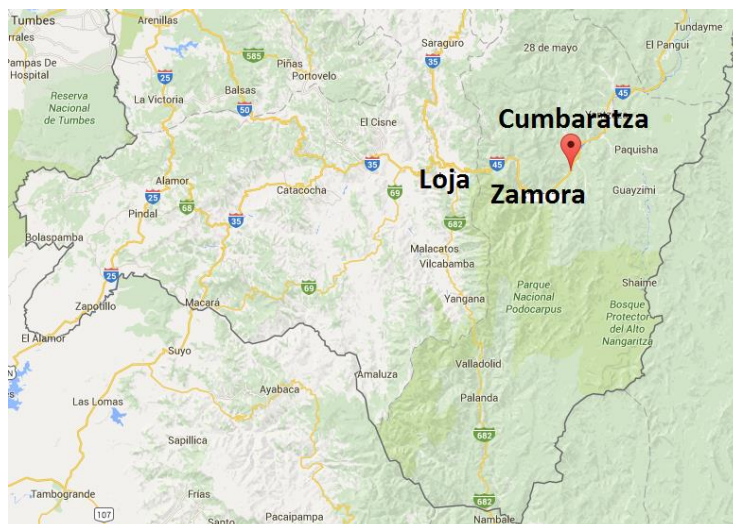 Tumbes
Arenillas
Saraguro
Tundayme
28 de mayo
El Pangui
Piñas
Portovelo
585
35
Pampas De
Hospital
25
La Victoria
Balsas
50
45
Reserva
Nacional
de Tumbes
El Cisne
Cumbaratza
Paquisha
35
45
Alamor
Catacocha
69
Loja
Zamora
Guayzimi
25
Pindal
68
35
682
Bolaspamba
Malacatos
Vilcabamba
25
69
Yangana
Parque
Nacional
Podocarpus
Shaime
Bosque
Protector
del Alto
Nangaritza
Zapotillo
Macará
El Alamor
Suyo
Amaluza
Valladolid
Ayabaca
Palanda
Las Lomas
682
Sapillica
Tambogrande
Frías
682
107
Pacaipampa
Nambale